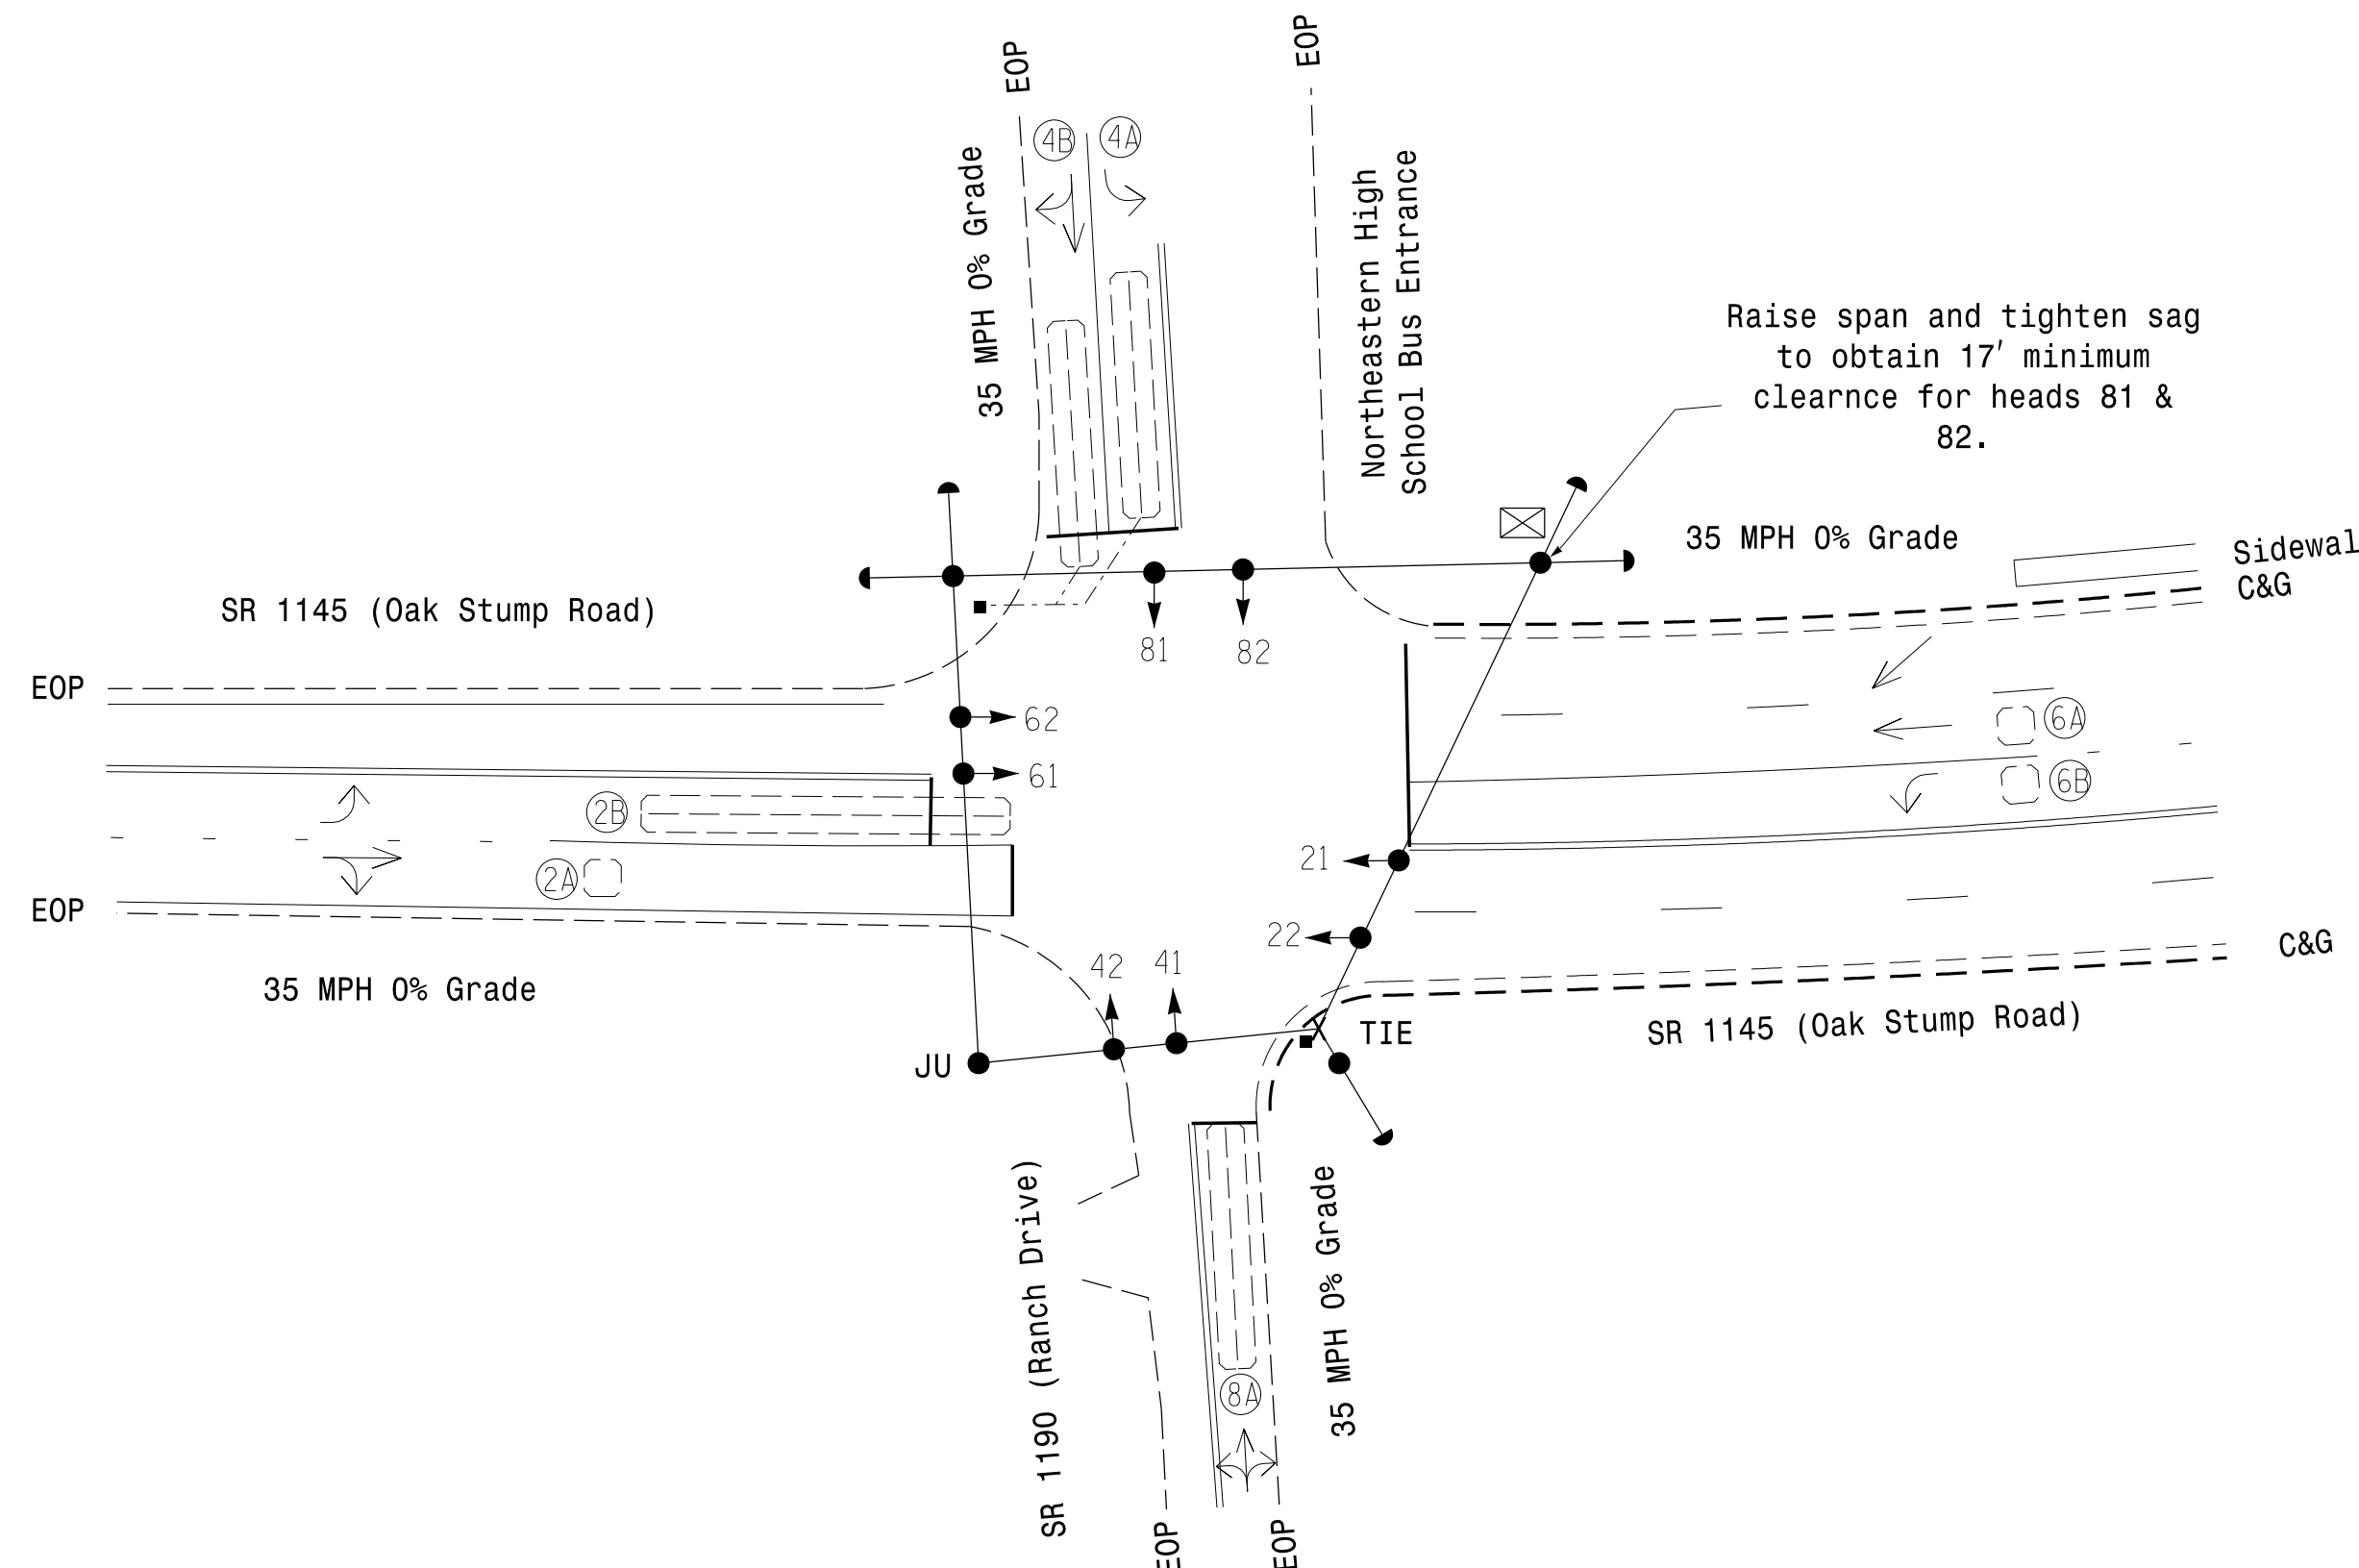 EOP
EOP
4B
4A
35 MPH 0% Grade
Northeastern High
School Bus Entrance
Raise span and tighten sag
to obtain 17' minimum
clearnce for heads 81 &
82.
35 MPH 0% Grade
Sidewal
C&G
SR 1145 (Oak Stump Road)
81
82
EOP
62
6A
61
6B
2B
21
2A
EOP
22
C&G
42
41
35 MPH 0% Grade
SR 1145 (Oak Stump Road)
TIE
JU
SR 1190 (Ranch Drive)
35 MPH 0% Grade
8A
EOP
EOP